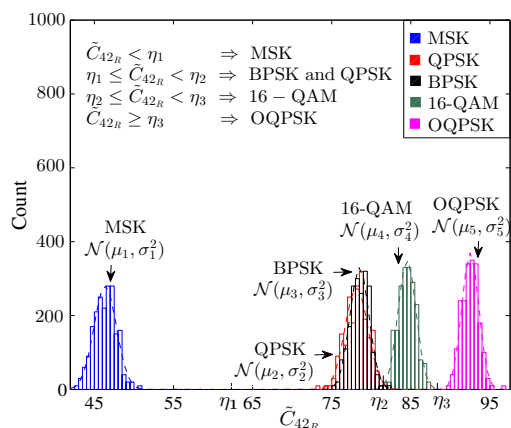 1000
800
600
400
200
0
Count
C̃42R < η1 ⇒ MSK
η1 ≤ C̃42R < η2 ⇒ BPSK and QPSK
η2 ≤ C̃42R < η3 ⇒ 16 − QAM
C̃42R ≥ η3 ⇒ OQPSK
MSK
QPSK
BPSK
16-QAM
OQPSK
MSK
N(μ1, σ1²)
QPSK
N(μ2, σ2²)
BPSK
N(μ3, σ3²)
16-QAM
N(μ4, σ4²)
OQPSK
N(μ5, σ5²)
45 55 η1 65 75 η2 85 η3 95
C̃42R